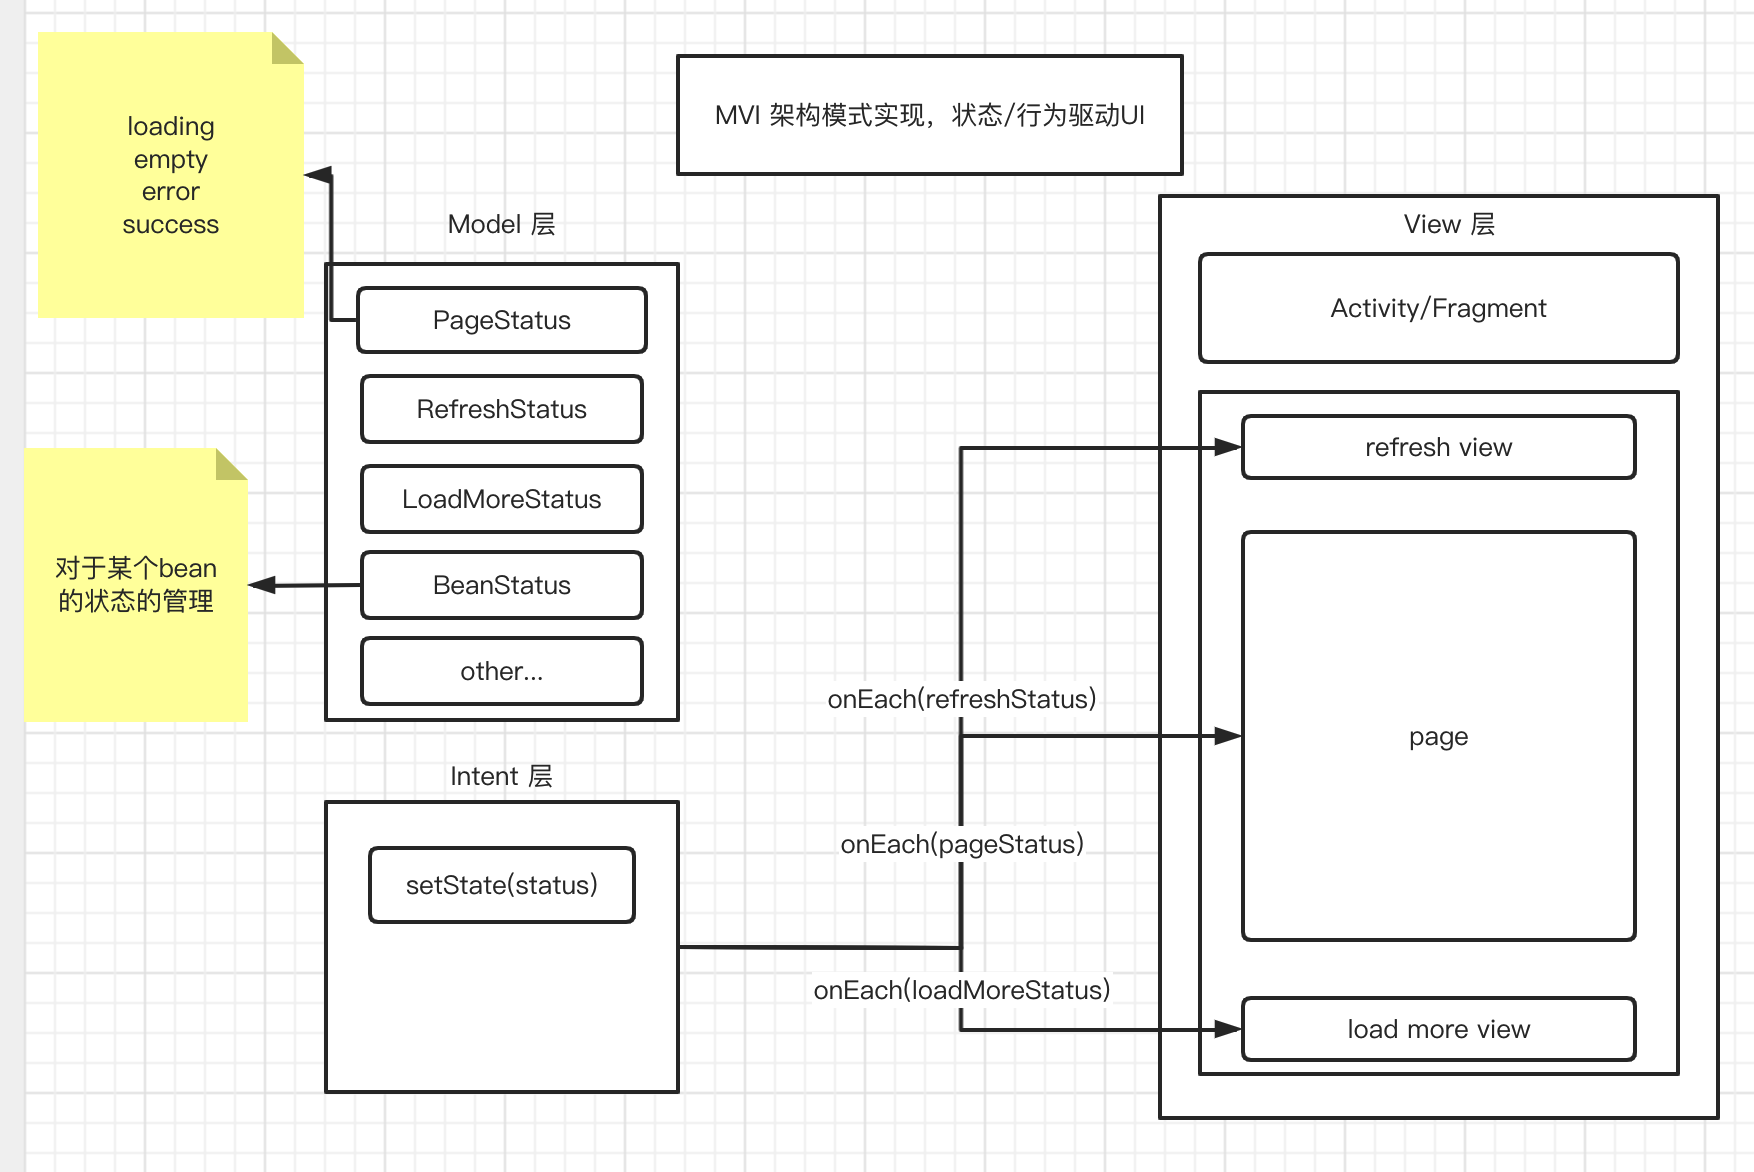 MVI 架构模式实现，状态/行为驱动UI
loading
empty
error
success
Model 层
PageStatus
RefreshStatus
LoadMoreStatus
BeanStatus
other...
对于某个bean
的状态的管理
Intent 层
setState(status)
onEach(refreshStatus)
onEach(pageStatus)
onEach(loadMoreStatus)
View 层
Activity/Fragment
refresh view
page
load more view